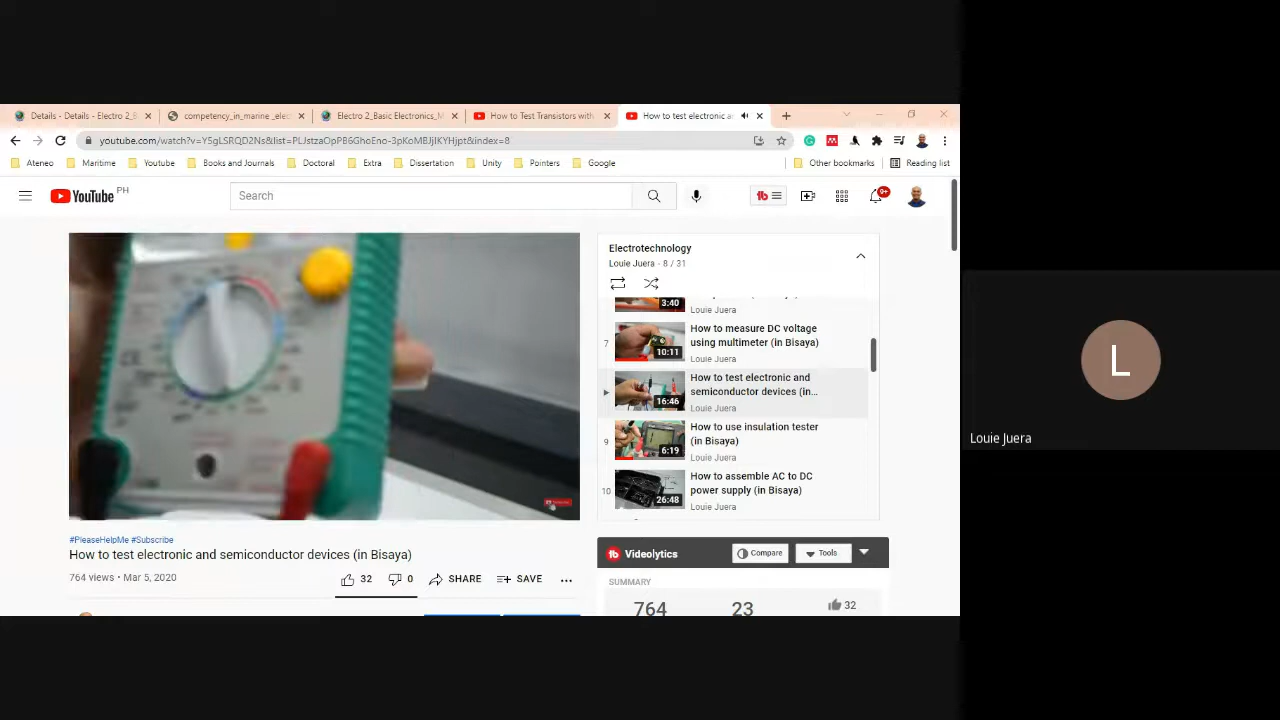 Details - Details - Electro 2_B
competency_in_marine_elec
Electro 2_Basic Electronics_M
How to Test Transistors with
How to test electronic a
youtube.com/watch?v=Y5gLSRQD2Ns&list=PLJstzaOpPB6GhoEno-3pKoMBJjIKYHjpt&index=8
Ateneo
Maritime
Youtube
Books and Journals
Doctoral
Extra
Dissertation
Unity
Pointers
Google
Other bookmarks
Reading list
YouTube PH
Search
9+
Electrotechnology
Louie Juera - 8 / 31
3:40
Louie Juera
7
10:11
How to measure DC voltage
using multimeter (in Bisaya)
Louie Juera
16:46
How to test electronic and
semiconductor devices (in...
Louie Juera
9
6:19
How to use insulation tester
(in Bisaya)
Louie Juera
10
26:48
How to assemble AC to DC
power supply (in Bisaya)
Louie Juera
#PleaseHelpMe #Subscribe
How to test electronic and semiconductor devices (in Bisaya)
764 views • Mar 5, 2020
32
0
SHARE
SAVE
Videolytics
Compare
Tools
SUMMARY
764
23
32
L
Louie Juera